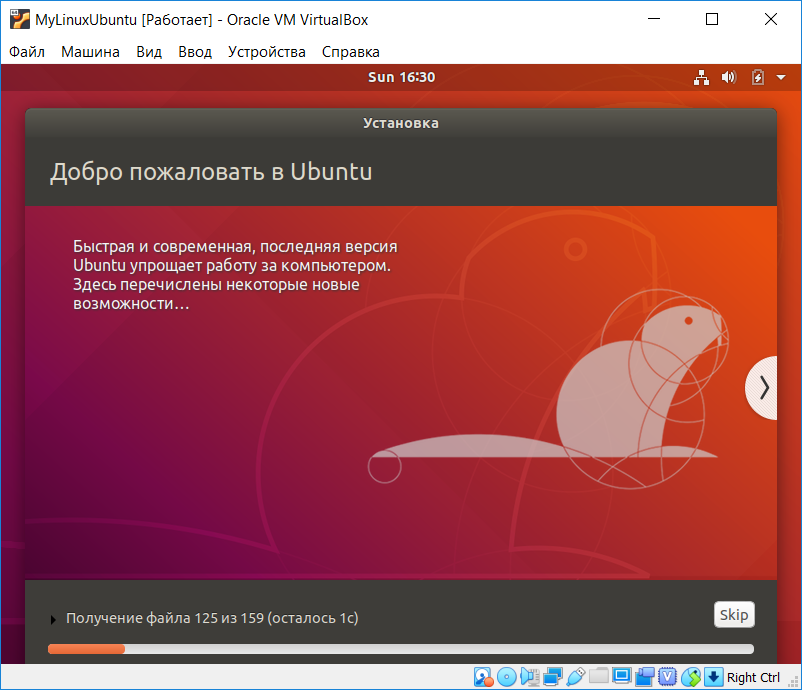 MyLinuxUbuntu [Работает] - Oracle VM VirtualBox
Файл Машина Вид Ввод Устройства Справка
Sun 16:30
Установка
Добро пожаловать в Ubuntu
Быстрая и современная, последняя версия
Ubuntu упрощает работу за компьютером.
Здесь перечислены некоторые новые
возможности…
Получение файла 125 из 159 (осталось 1с)
Skip
Right Ctrl